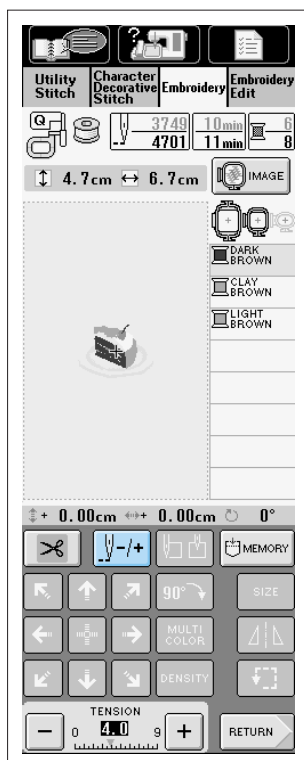 Utility
Stitch
Character
Decorative
Stitch
Embroidery
Embroidery
Edit
Q
3749
4701
10min
11min
6
8
4.7cm
6.7cm
IMAGE
DARK
BROWN
CLAY
BROWN
LIGHT
BROWN
+ 0.00cm
+ 0.00cm
0°
-/+
MEMORY
90°
SIZE
MULTI
COLOR
DENSITY
TENSION
- 0 4.0 9 +
RETURN